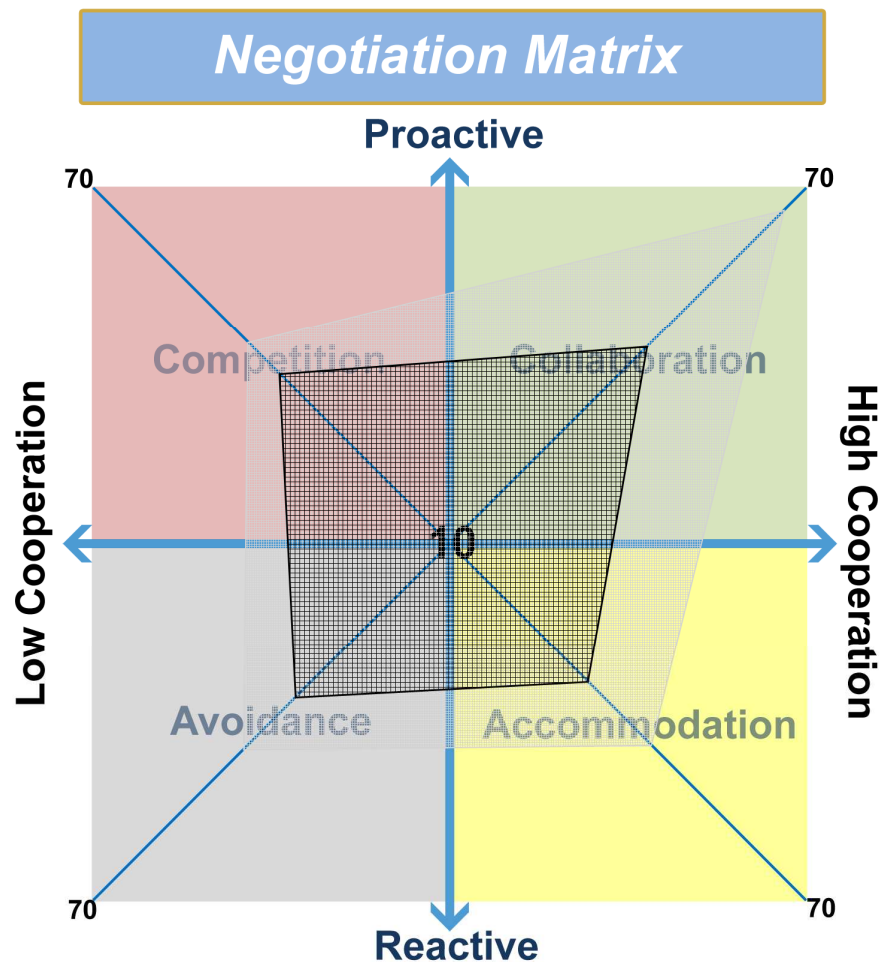 Negotiation Matrix
Proactive
70
70
Competition
Collaboration
Low Cooperation
10
High Cooperation
Avoidance
Accommodation
70
70
Reactive